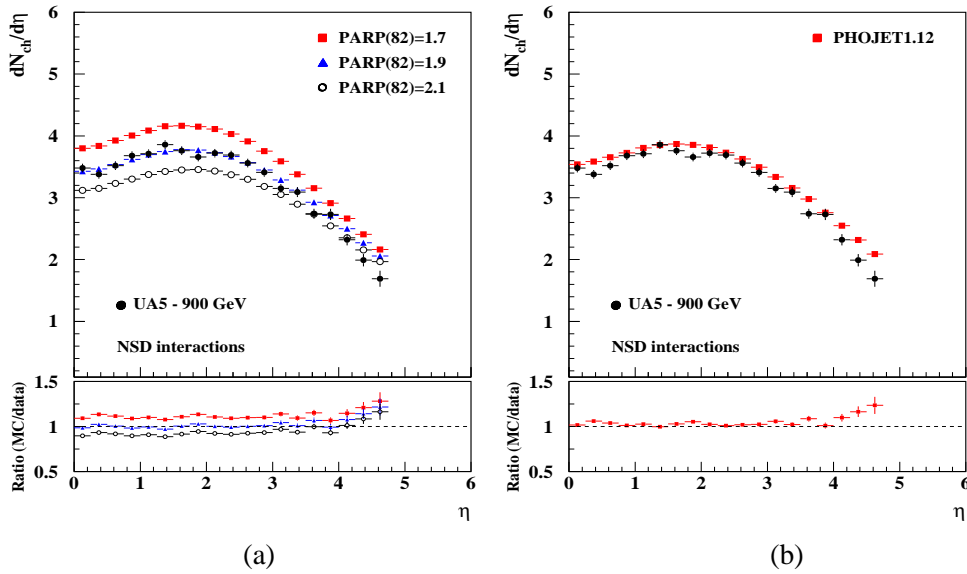 dN_ch/dη
6
5
4
3
2
1
PARP(82)=1.7
PARP(82)=1.9
PARP(82)=2.1
UA5 - 900 GeV
NSD interactions
Ratio (MC/data)
1.5
1
0.5
0 1 2 3 4 5 6
η
(a)
dN_ch/dη
6
5
4
3
2
1
PHOJET1.12
UA5 - 900 GeV
NSD interactions
Ratio (MC/data)
1.5
1
0.5
0 1 2 3 4 5 6
η
(b)